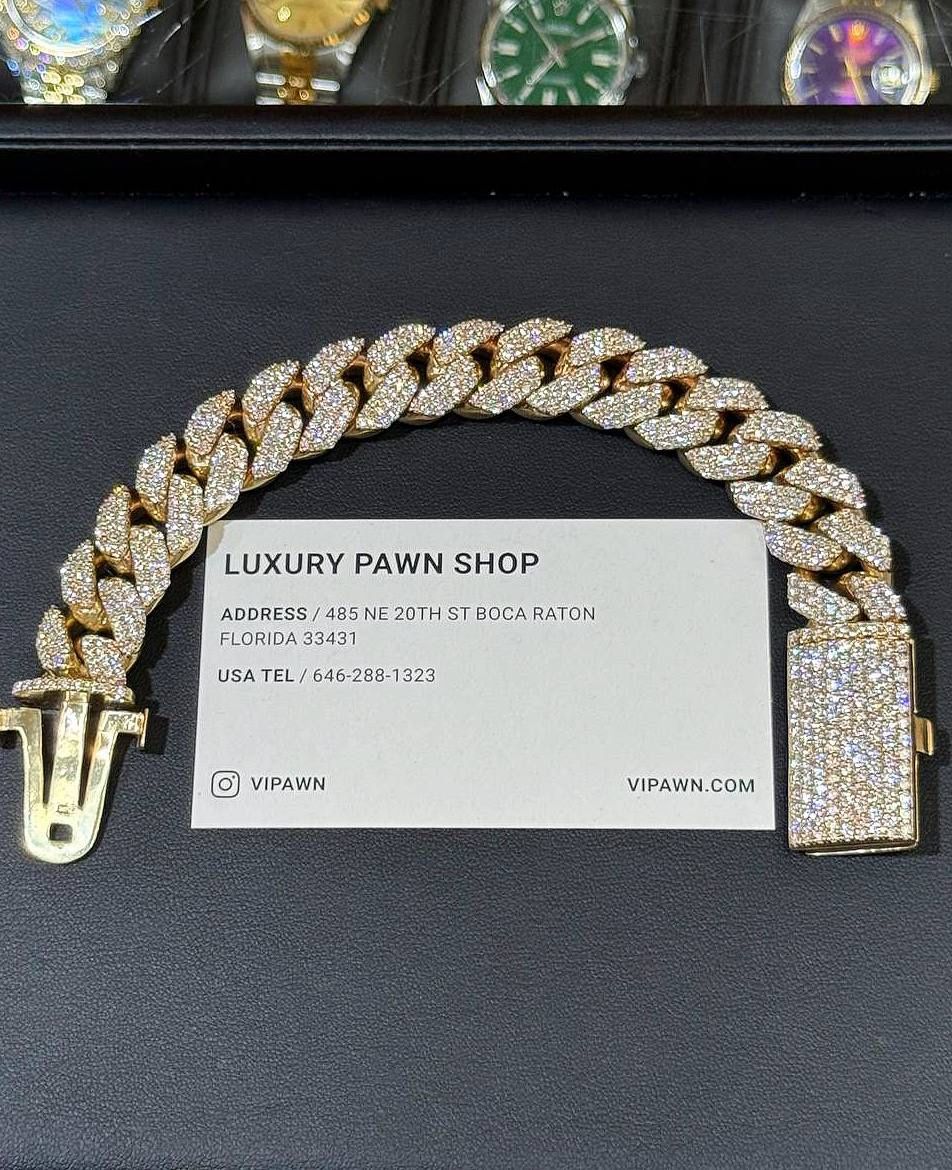 LUXURY PAWN SHOP
ADDRESS / 485 NE 20TH ST BOCA RATON
FLORIDA 33431
USA TEL / 646-288-1323
VIPAWN VIPAWN.COM